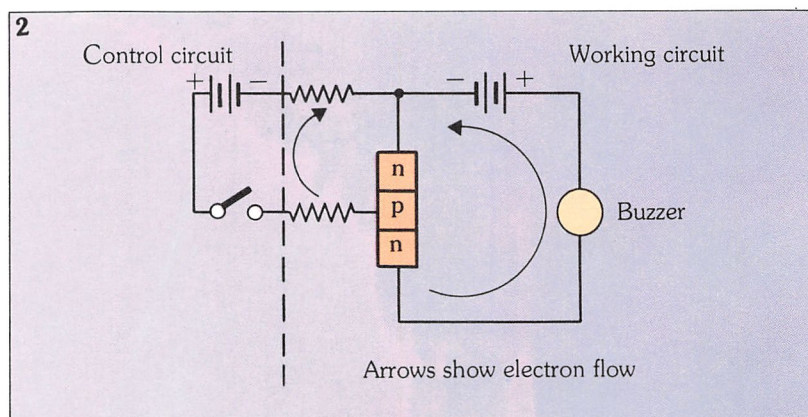 2
Control circuit
Working circuit
+ −
− +
n
p
n
Buzzer
Arrows show electron flow